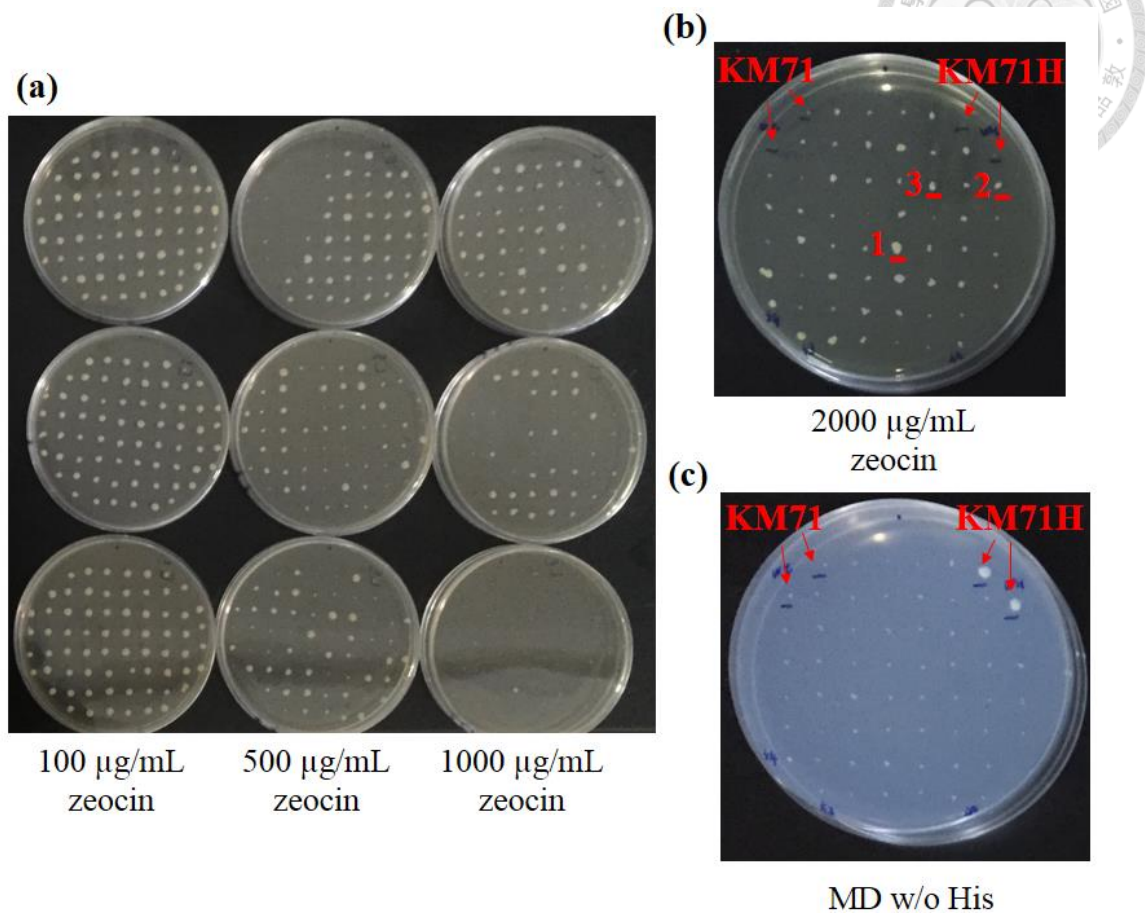 (a)
100 µg/mL
zeocin
500 µg/mL
zeocin
1000 µg/mL
zeocin
(b)
KM71
KM71H
3
2
1
2000 µg/mL
zeocin
(c)
KM71
KM71H
MD w/o His